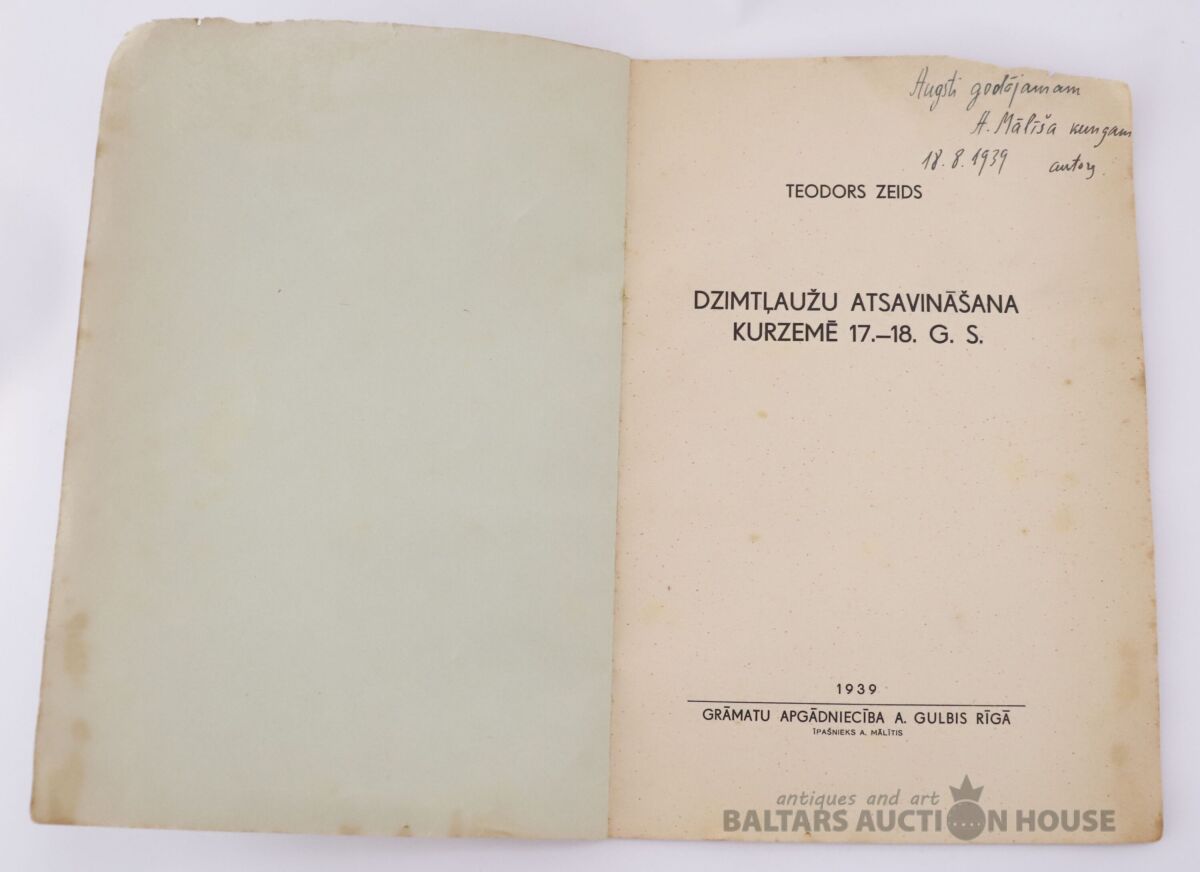 Augsti godājamam
A. Mālīša kungam
18. 8. 1939 autors.
TEODORS ZEIDS
DZIMTĻAUŽU ATSAVINĀŠANA
KURZEMĒ 17.–18. G. S.
1939
GRĀMATU APGĀDNIECĪBA A. GULBIS RĪGĀ
ĪPAŠNIEKS A. MĀLĪTIS
antiques and art
BALTARS AUCTION HOUSE